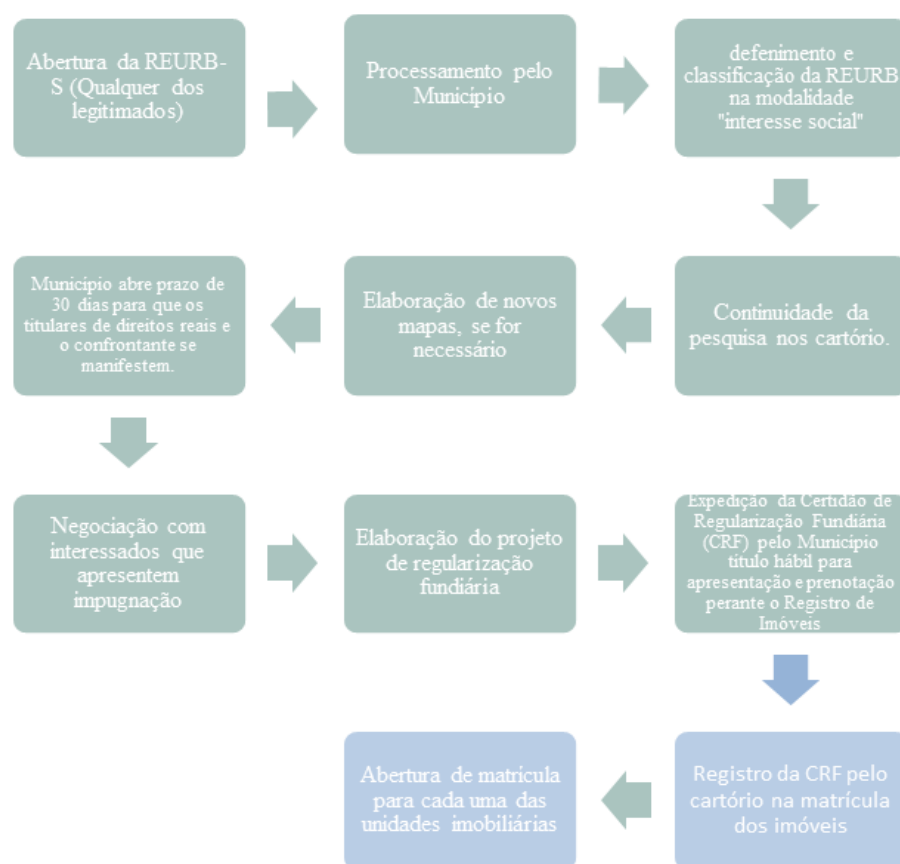 Abertura da REURB-
S (Qualquer dos
legitimados)
Processamento pelo
Município
defenimento e
classificação da REURB
na modalidade
"interesse social"
Continuidade da
pesquisa nos cartório.
Elaboração de novos
mapas, se for
necessário
Município abre prazo de
30 dias para que os
titulares de direitos reais e
o confrontante se
manifestem.
Negociação com
interessados que
apresentem
impugnação
Elaboração do projeto
de regularização
fundiária
Expedição da Certidão de
Regularização Fundiária
(CRF) pelo Município
título hábil para
apresentação e prenotação
perante o Registro de
Imóveis
Registro da CRF pelo
cartório na matrícula
dos imóveis
Abertura de matrícula
para cada uma das
unidades imobiliárias